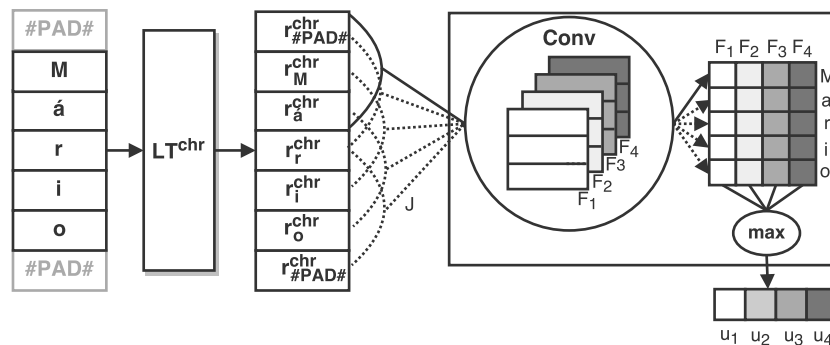 #PAD#
M
á
r
i
o
#PAD#
LT^chr
r^chr_#PAD#
r^chr_M
r^chr_á
r^chr_r
r^chr_i
r^chr_o
r^chr_#PAD#
J
Conv
F₁
F₂
F₃
F₄
F₁ F₂ F₃ F₄
M
a
r
i
o
max
u₁ u₂ u₃ u₄